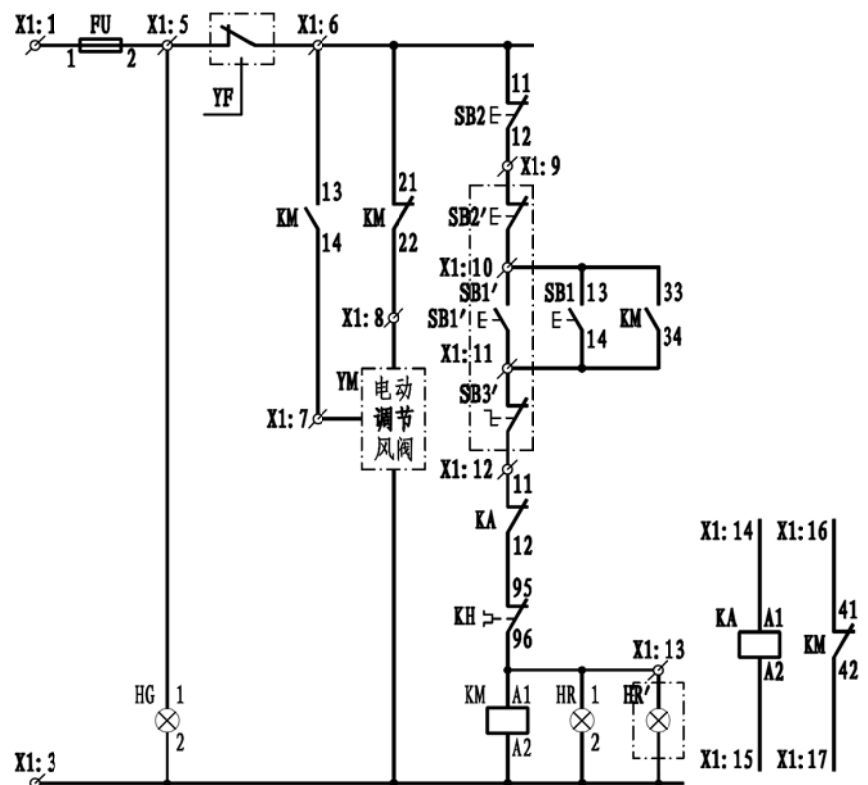 X1:1 FU X1:5 X1:6
1 2
YF
11
SB2
12
X1:9
13 21
KM KM SB2′
14 22
X1:10
SB1′ SB1 13 33
X1:8 SB1′ KM
14 34
X1:11
YM 电动 SB3′
调节
X1:7 风阀
X1:12
11
KA
12
X1:14 X1:16
95
KH
96
KA A1 41
KM
A2 42
X1:13
HG 1 KM A1 HR 1 HR′
2 A2 2
X1:3 X1:15 X1:17